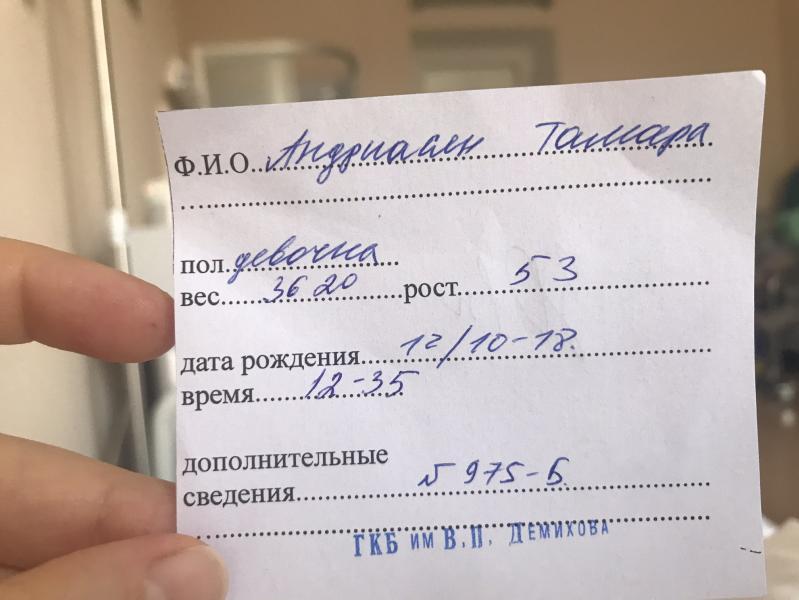 Ф.И.О. Андриасян Тамара
пол девочка
вес 3620 рост 53
дата рождения 12/10-18
время 12-35
дополнительные
сведения N 975-Б
ГКБ им В.П. Демихова